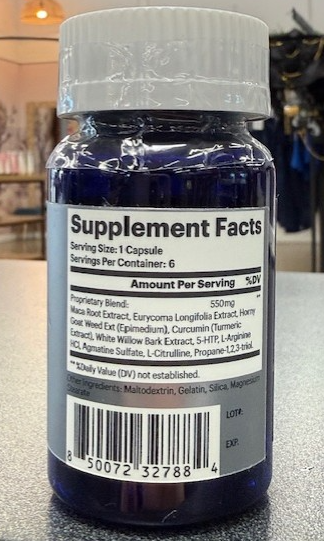 Supplement Facts
Serving Size: 1 Capsule
Servings Per Container: 6
Amount Per Serving %DV
Proprietary Blend: 550mg **
Maca Root Extract, Eurycoma Longifolia Extract, Horny
Goat Weed Ext (Epimedium), Curcumin (Turmeric
Extract), White Willow Bark Extract, 5-HTP, L-Arginine
HCl, Agmatine Sulfate, L-Citrulline, Propane-1,2,3-triol.
**%Daily Value (DV) not established.
Other Ingredients: Maltodextrin, Gelatin, Silica, Magnesium
Stearate
LOT#:
EXP.
8 50072 32788 4